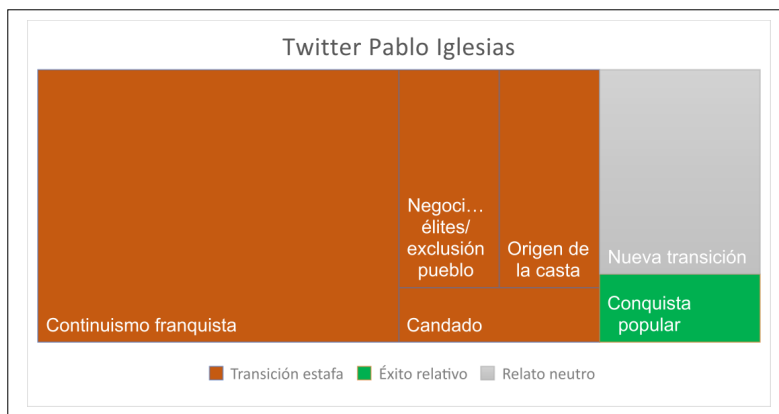 Twitter Pablo Iglesias
Continuismo franquista
Negoci…
élites/
exclusión
pueblo
Origen de
la casta
Candado
Nueva transición
Conquista
popular
Transición estafa
Éxito relativo
Relato neutro